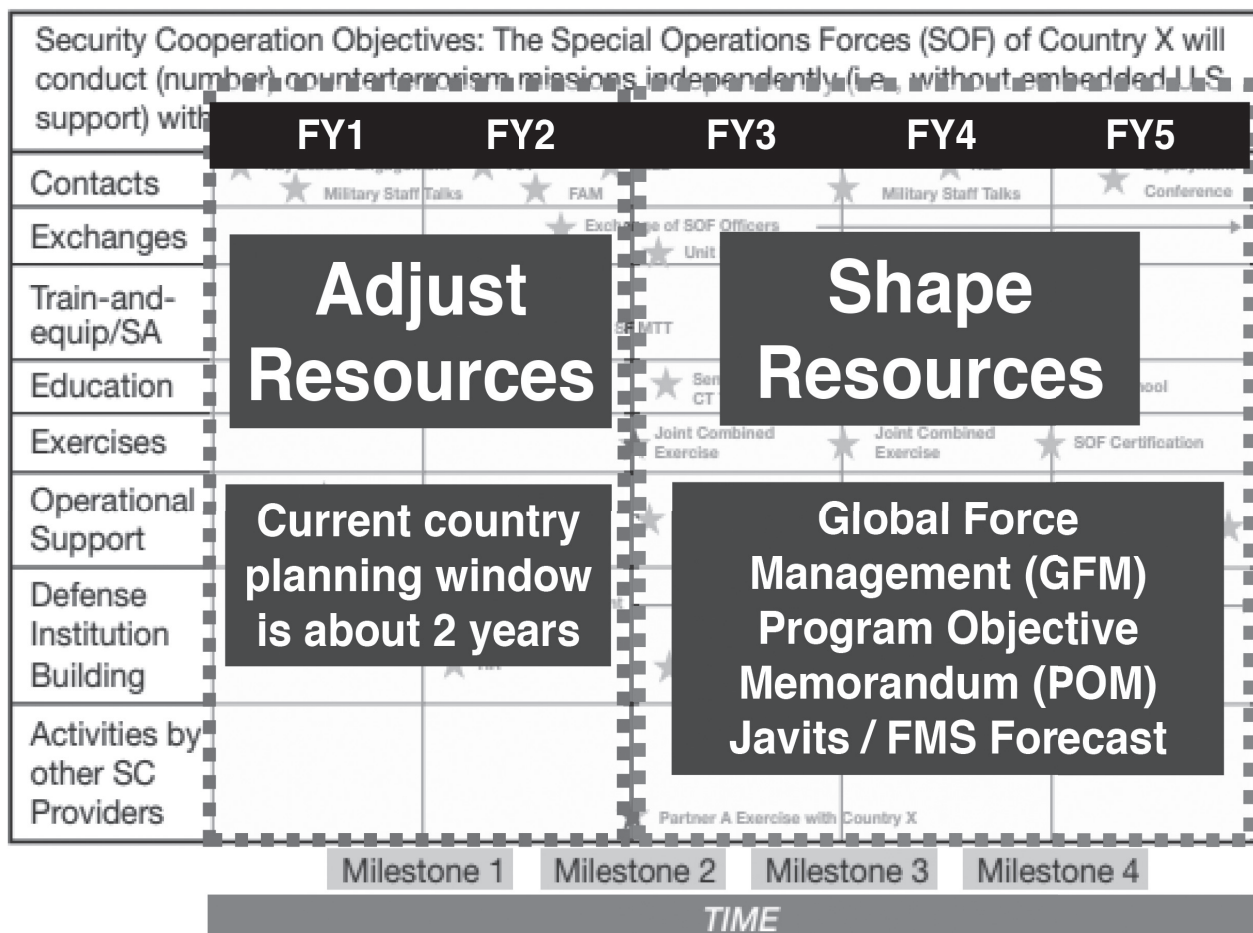 Security Cooperation Objectives: The Special Operations Forces (SOF) of Country X will
conduct (number) counterterrorism missions independently (i.e., without embedded U.S.
support) with
FY1 FY2 FY3 FY4 FY5
Contacts
Military Staff Talks
FAM
Military Staff Talks
Conference
Exchanges
Exchange of SOF Officers
Unit
Train-and-
equip/SA
MTT
Adjust
Resources
Shape
Resources
Education
CT
Exercises
Joint Combined
Exercise
Joint Combined
Exercise
SOF Certification
Operational
Support
Current country
planning window
is about 2 years
Global Force
Management (GFM)
Program Objective
Memorandum (POM)
Javits / FMS Forecast
Defense
Institution
Building
Activities by
other SC
Providers
Partner A Exercise with Country X
Milestone 1 Milestone 2 Milestone 3 Milestone 4
TIME